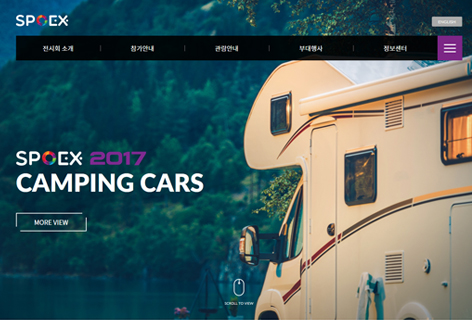 SPOEX
ENGLISH
전시회 소개
참가안내
관람안내
부대행사
정보센터
SPOEX 2017
CAMPING CARS
MORE VIEW
SCROLL TO VIEW